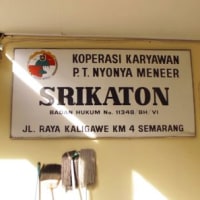 KOPERASI KARYAWAN
P.T. NYONYA MENEER
SRIKATON
BADAN HUKUM No. 11348/BH. VI
JL. RAYA KALIGAWE KM 4 SEMARANG